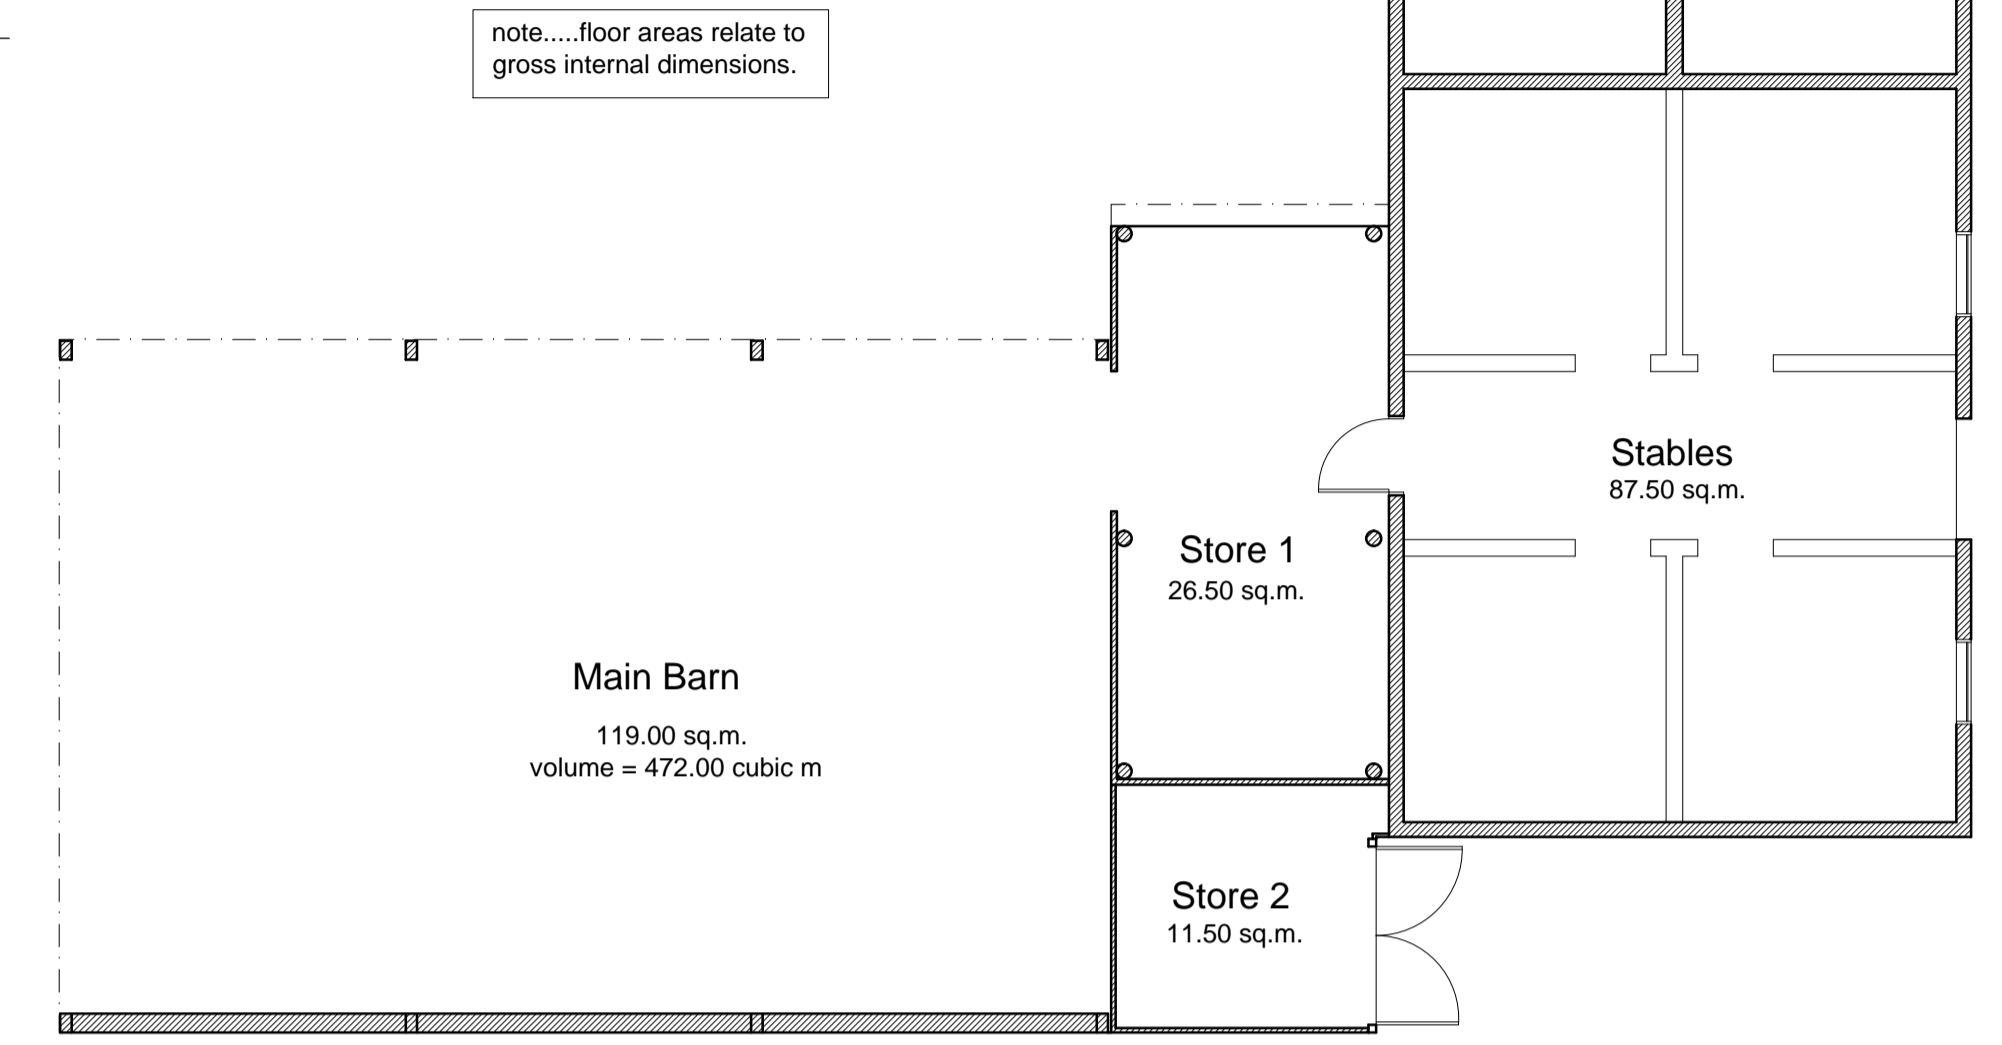 note.....floor areas relate to
gross internal dimensions.
Stables
87.50 sq.m.
Store 1
26.50 sq.m.
Main Barn
119.00 sq.m.
volume = 472.00 cubic m
Store 2
11.50 sq.m.